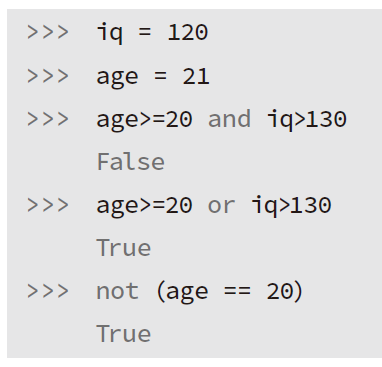 >>> iq = 120
>>> age = 21
>>> age>=20 and iq>130
False
>>> age>=20 or iq>130
True
>>> not (age == 20)
True